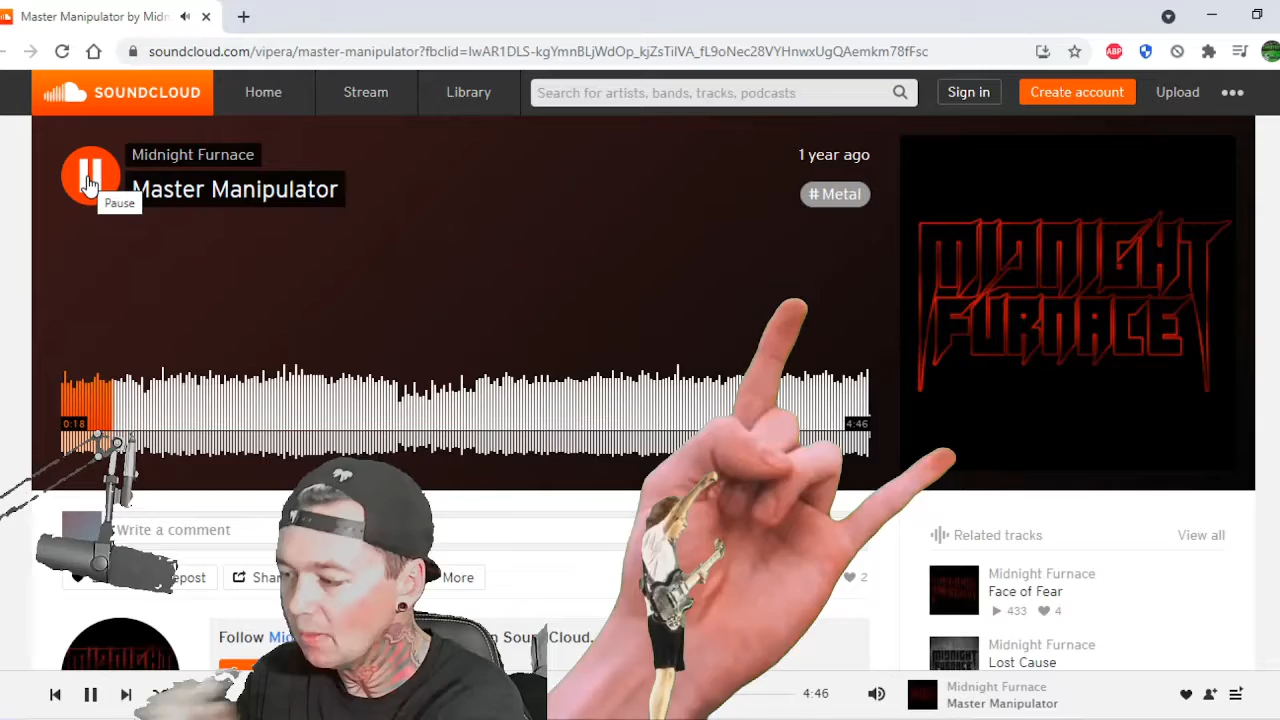 Master Manipulator by Midn
soundcloud.com/vipera/master-manipulator?fbclid=IwAR1DLS-kgYmnBLjWdOp_kjZsTilVA_fL9oNec28VYHnwxUgQAemkm78fFsc
ABP
SOUNDCLOUD
Home
Stream
Library
Search for artists, bands, tracks, podcasts
Sign in
Create account
Upload
Midnight Furnace
Master Manipulator
Pause
1 year ago
# Metal
MIDNIGHT
FURNACE
0:18
4:46
Write a comment
epost
Shar
More
2
Related tracks
View all
Midnight Furnace
Face of Fear
433
4
Midnight Furnace
Lost Cause
Follow Mi
n SoundCloud.
4:46
Midnight Furnace
Master Manipulator